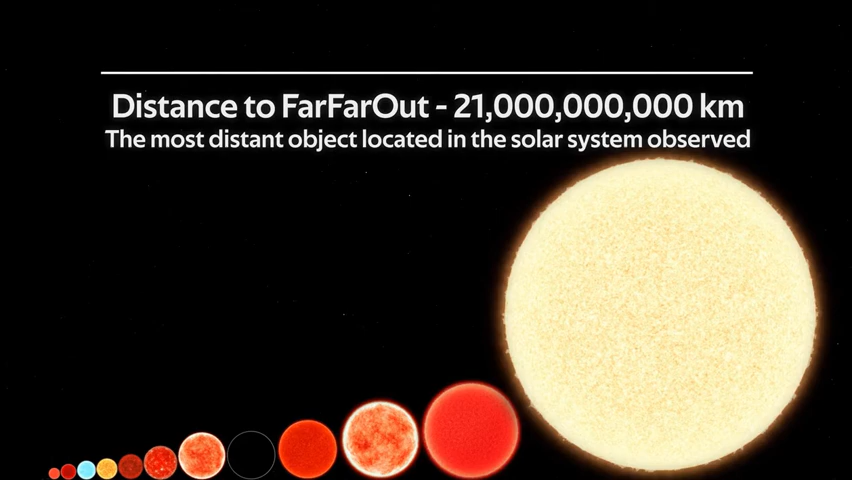 Distance to FarFarOut - 21,000,000,000 km
The most distant object located in the solar system observed